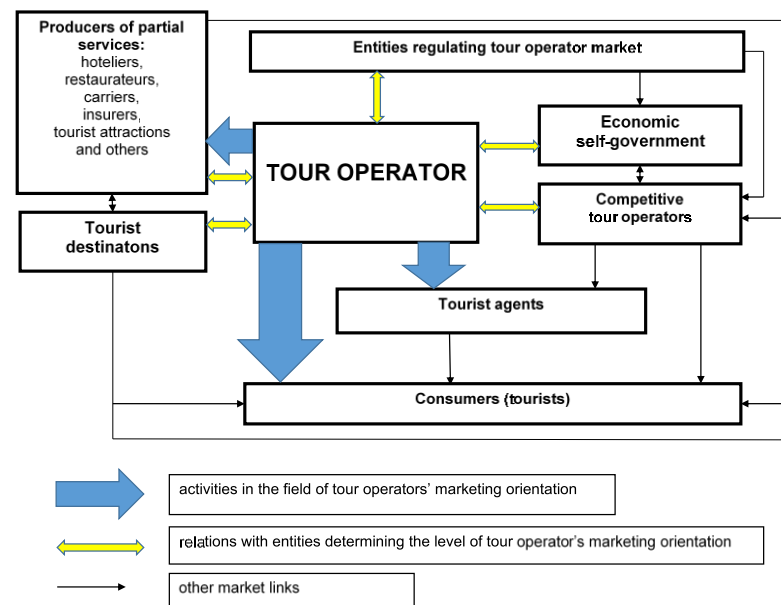 Producers of partial
services:
hoteliers,
restaurateurs,
carriers,
insurers,
tourist attractions
and others
Entities regulating tour operator market
TOUR OPERATOR
Economic
self-government
Competitive
tour operators
Tourist
destinatons
Tourist agents
Consumers (tourists)
activities in the field of tour operators' marketing orientation
relations with entities determining the level of tour operator's marketing orientation
other market links